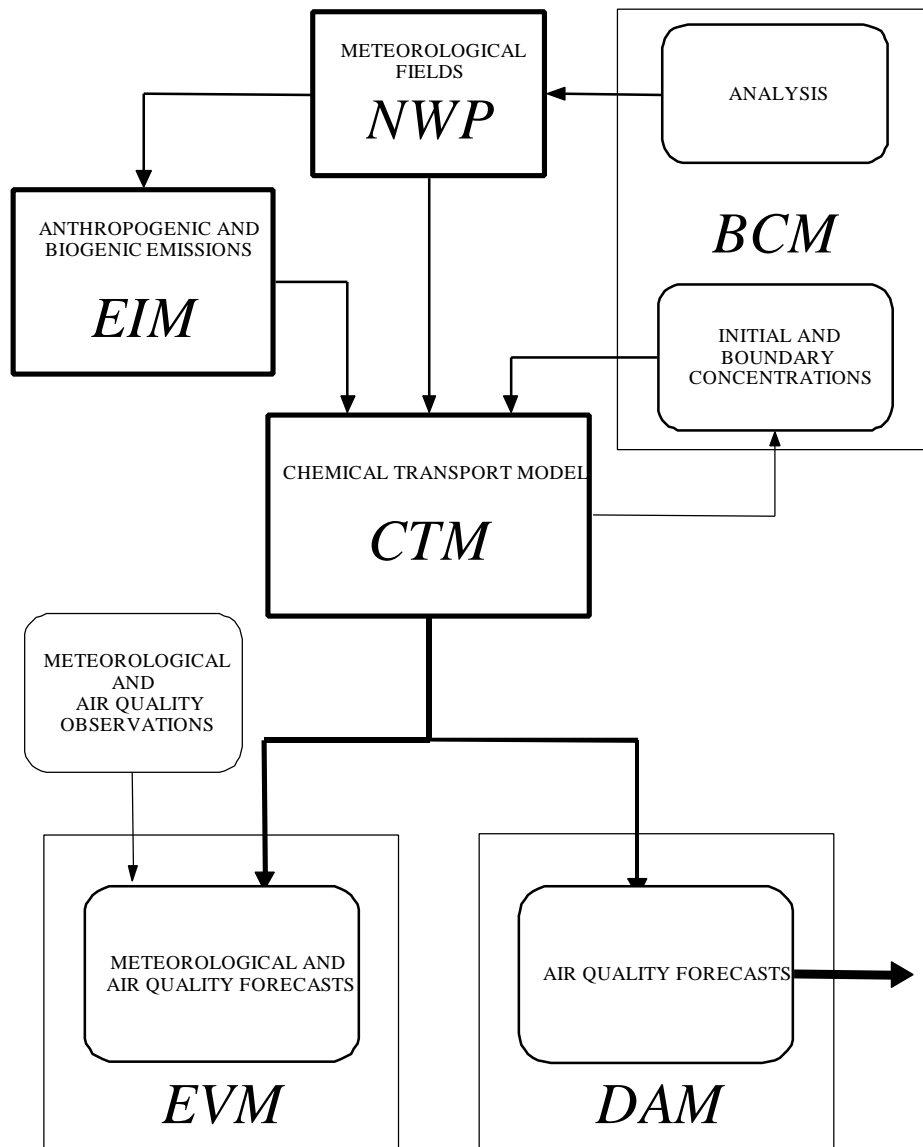 METEOROLOGICAL
FIELDS
NWP
ANALYSIS
BCM
ANTHROPOGENIC AND
BIOGENIC EMISSIONS
EIM
INITIAL AND
BOUNDARY
CONCENTRATIONS
CHEMICAL TRANSPORT MODEL
CTM
METEOROLOGICAL
AND
AIR QUALITY
OBSERVATIONS
METEOROLOGICAL AND
AIR QUALITY FORECASTS
EVM
AIR QUALITY FORECASTS
DAM